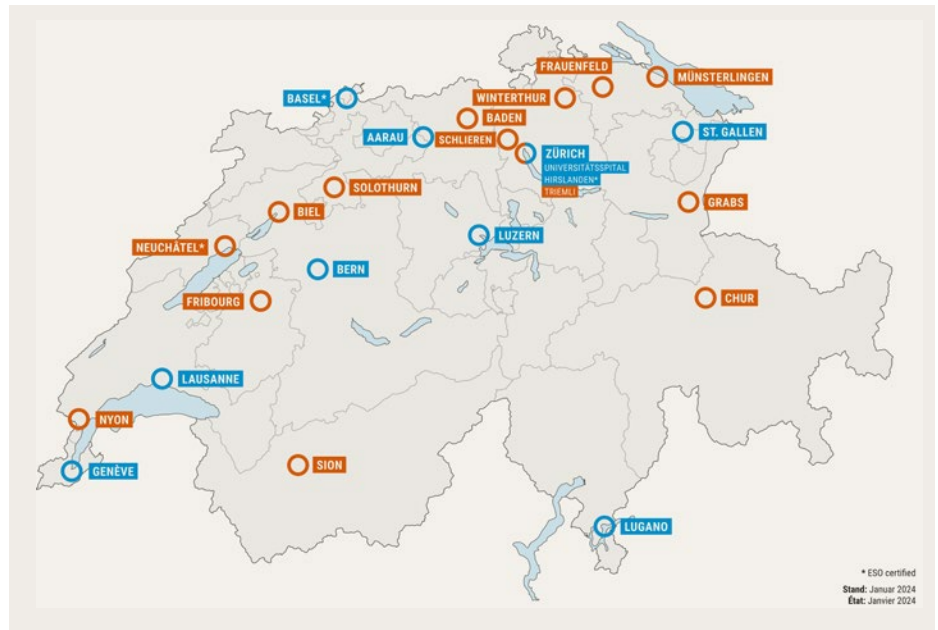 FRAUENFELD
MÜNSTERLINGEN
BASEL*
WINTERTHUR
BADEN
AARAU
SCHLIEREN
ST. GALLEN
ZÜRICH
UNIVERSITÄTSSPITAL
HIRSLANDEN*
TRIEMLI
SOLOTHURN
GRABS
BIEL
LUZERN
NEUCHÂTEL*
BERN
FRIBOURG
CHUR
LAUSANNE
NYON
SION
GENÈVE
LUGANO
* ESO certified
Stand: Januar 2024
État: Janvier 2024